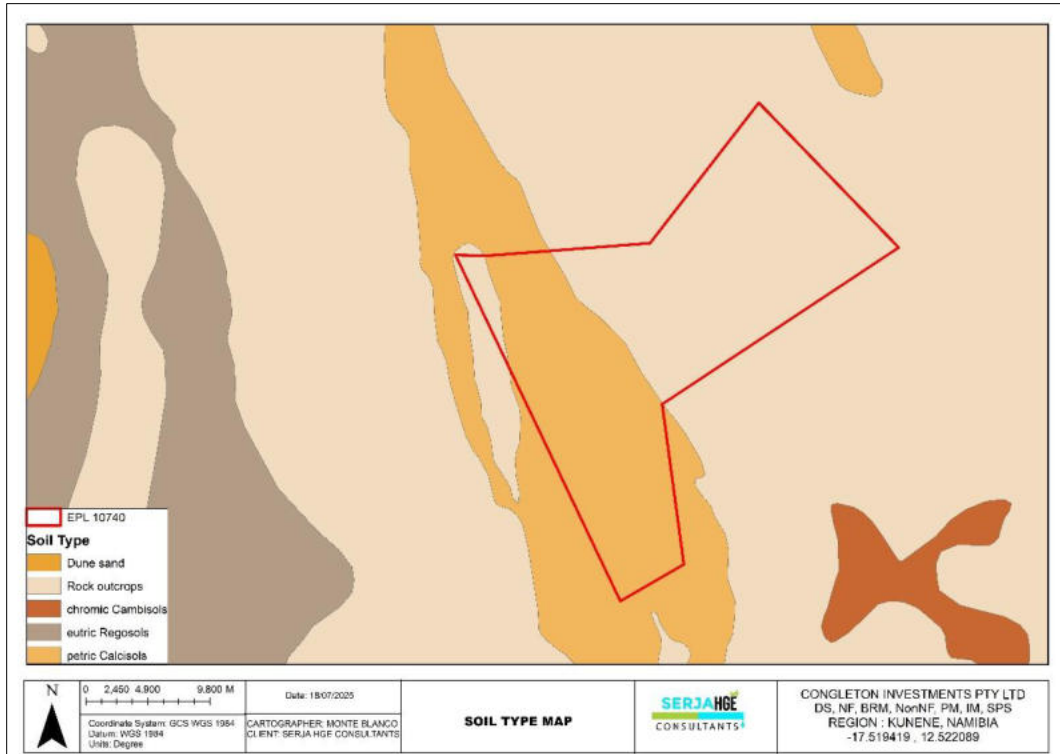 EPL 10740
Soil Type
Dune sand
Rock outcrops
chromic Cambisols
eutric Regosols
petric Calcisols
N
0 2,450 4,900 9,800 M
Coordinate System: GCS WGS 1984
Datum: WGS 1984
Units: Degree
Date: 18/07/2025
CARTOGRAPHER: MONTE BLANCO
CLIENT: SERJA HGE CONSULTANTS
SOIL TYPE MAP
SERJAHGE
CONSULTANTS
CONGLETON INVESTMENTS PTY LTD
DS, NF, BRM, NonNF, PM, IM, SPS
REGION : KUNENE, NAMIBIA
-17.519419 , 12.522089